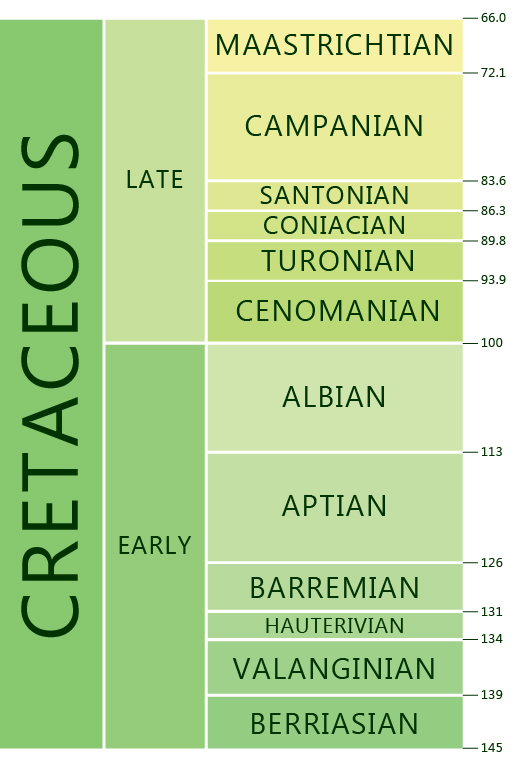 CRETACEOUS
LATE
EARLY
MAASTRICHTIAN
CAMPANIAN
SANTONIAN
CONIACIAN
TURONIAN
CENOMANIAN
ALBIAN
APTIAN
BARREMIAN
HAUTERIVIAN
VALANGINIAN
BERRIASIAN
66.0
72.1
83.6
86.3
89.8
93.9
100
113
126
131
134
139
145